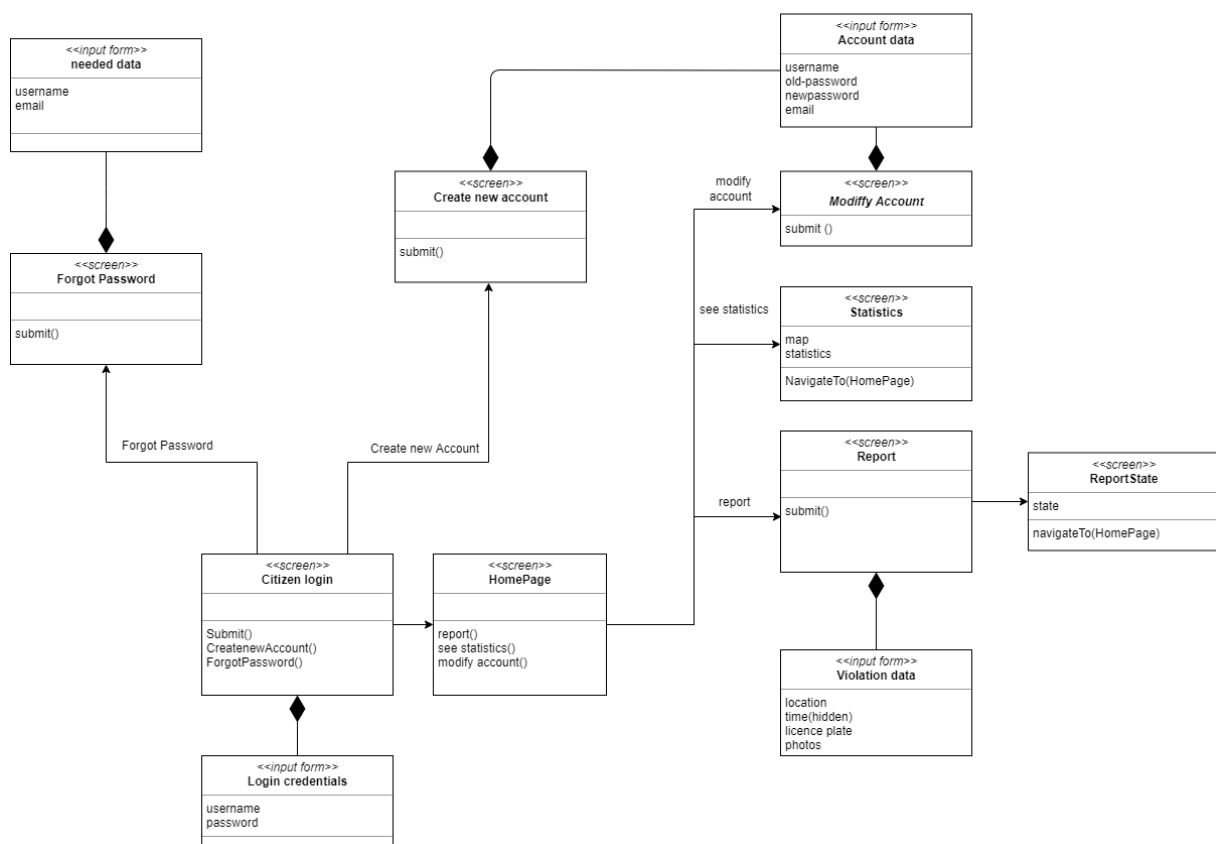 <<input form>>
needed data
username
email
<<input form>>
Account data
username
old-password
newpassword
email
<<screen>>
Create new account
submit()
modify
account
<<screen>>
Modiffy Account
submit ()
<<screen>>
Forgot Password
submit()
see statistics
<<screen>>
Statistics
map
statistics
NavigateTo(HomePage)
Forgot Password
Create new Account
report
<<screen>>
Report
submit()
<<screen>>
ReportState
state
navigateTo(HomePage)
<<screen>>
Citizen login
Submit()
CreatenewAccount()
ForgotPassword()
<<screen>>
HomePage
report()
see statistics()
modify account()
<<input form>>
Violation data
location
time(hidden)
licence plate
photos
<<input form>>
Login credentials
username
password